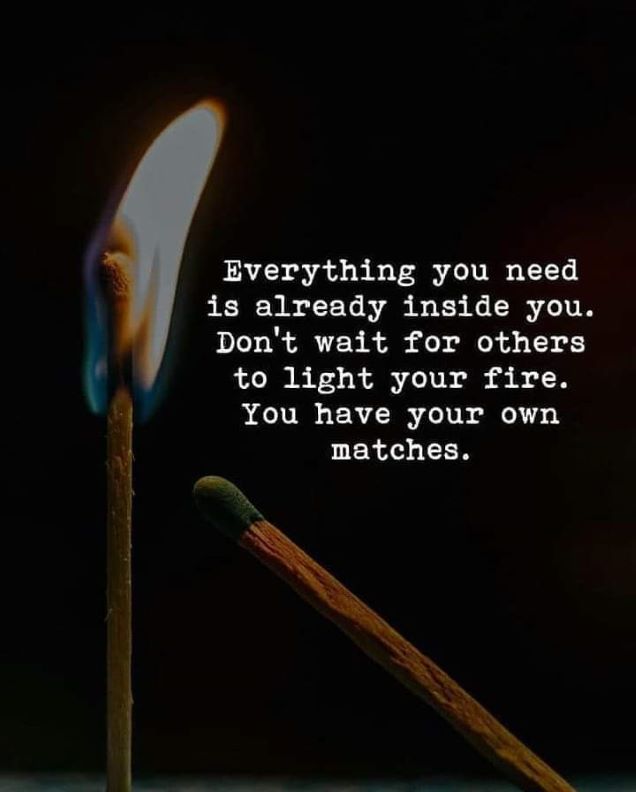 Everything you need
is already inside you.
Don't wait for others
to light your fire.
You have your own
matches.